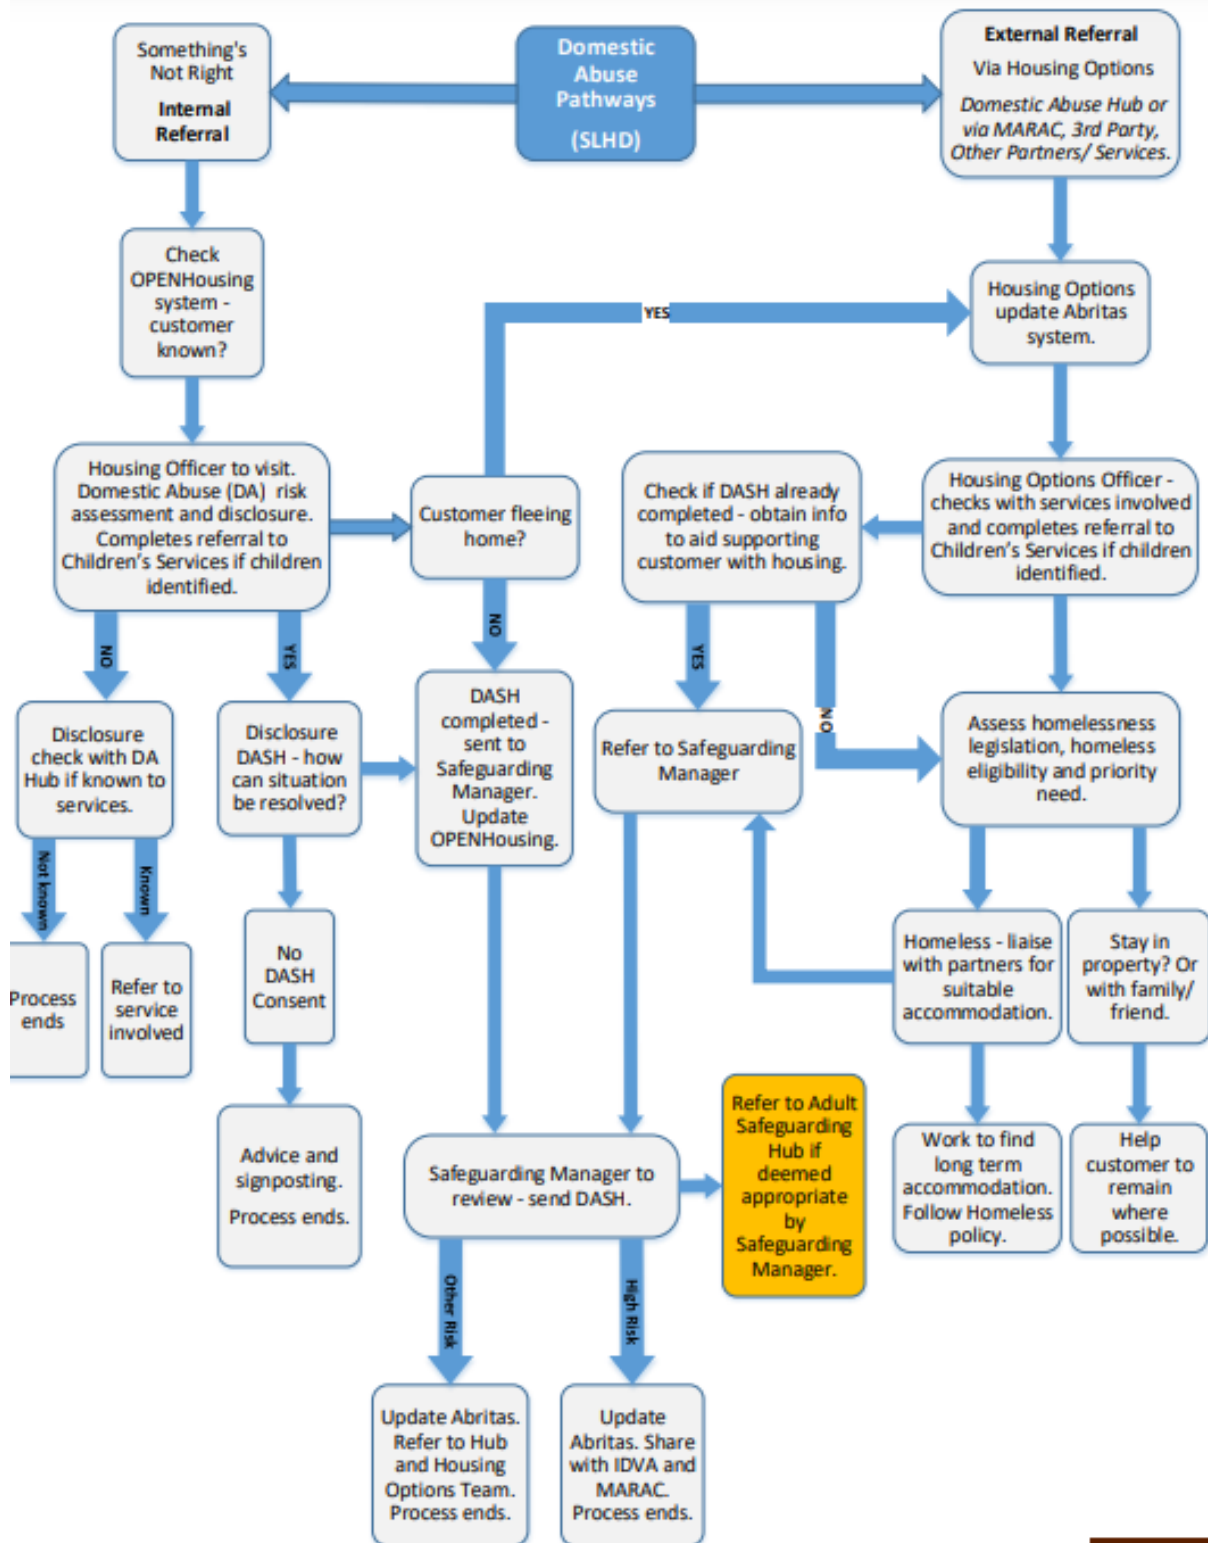 Domestic
Abuse
Pathways
(SLHD)
Something's
Not Right
Internal
Referral
External Referral
Via Housing Options
Domestic Abuse Hub or
via MARAC, 3rd Party,
Other Partners/ Services.
Check
OPENHousing
system -
customer
known?
YES
Housing Options
update Abritas
system.
Housing Officer to visit.
Domestic Abuse (DA) risk
assessment and disclosure.
Completes referral to
Children's Services if children
identified.
Customer fleeing
home?
Check if DASH already
completed - obtain info
to aid supporting
customer with housing.
Housing Options Officer -
checks with services involved
and completes referral to
Children's Services if children
identified.
NO
YES
NO
YES
NO
Disclosure
check with DA
Hub if known to
services.
Disclosure
DASH - how
can situation
be resolved?
DASH
completed -
sent to
Safeguarding
Manager.
Update
OPENHousing.
Refer to Safeguarding
Manager
Assess homelessness
legislation, homeless
eligibility and priority
need.
Not known
Known
Process
ends
Refer to
service
involved
No
DASH
Consent
Homeless - liaise
with partners for
suitable
accommodation.
Stay in
property? Or
with family/
friend.
Advice and
signposting.
Process ends.
Safeguarding Manager to
review - send DASH.
Refer to Adult
Safeguarding
Hub if
deemed
appropriate
by
Safeguarding
Manager.
Work to find
long term
accommodation.
Follow Homeless
policy.
Help
customer to
remain
where
possible.
Other Risk
High Risk
Update Abritas.
Refer to Hub
and Housing
Options Team.
Process ends.
Update
Abritas. Share
with IDVA and
MARAC.
Process ends.